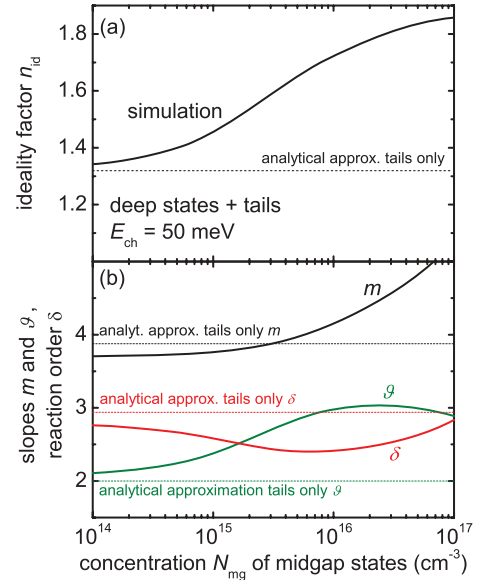 (a)
1.8
1.6
1.4
1.2
ideality factor n_id
simulation
analytical approx. tails only
deep states + tails
E_ch = 50 meV
(b)
m
analyt. approx. tails only m
4
ϑ
analytical approx. tails only δ
3
δ
2
analytical approximation tails only ϑ
slopes m and ϑ ,
reaction order δ
10^14 10^15 10^16 10^17
concentration N_mg of midgap states (cm^-3)